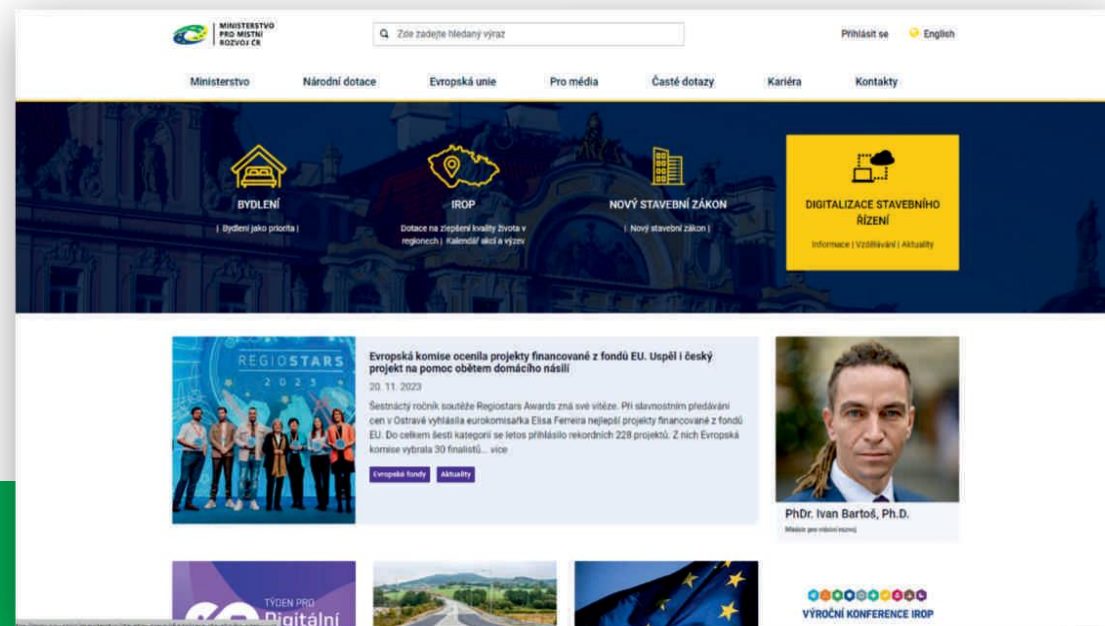 MINISTERSTVO
PRO MÍSTNÍ
ROZVOJ ČR
Zde zadejte hledaný výraz
Přihlásit se
English
Ministerstvo
Národní dotace
Evropská unie
Pro média
Časté dotazy
Kariéra
Kontakty
BYDLENÍ
| Bydlení jako priorita |
IROP
Dotace na zlepšení kvality života v
regionech | Kalendář akcí a výzev
NOVÝ STAVEBNÍ ZÁKON
| Nový stavební zákon |
DIGITALIZACE STAVEBNÍHO
ŘÍZENÍ
Informace | Vzdělávání | Aktuality
REGIOSTARS
2023
Evropská komise ocenila projekty financované z fondů EU. Uspěl i český
projekt na pomoc obětem domácího násilí
20. 11. 2023
Šestnáctý ročník soutěže Regiostars Awards zná své vítěze. Při slavnostním předávání
cen v Ostravě vyhlásila eurokomisařka Elisa Ferreira nejlepší projekty financované z fondů
EU. Do celkem šesti kategorií se letos přihlásilo rekordních 228 projektů. Z nich Evropská
komise vybrala 30 finalistů... více
Evropské fondy
Aktuality
PhDr. Ivan Bartoš, Ph.D.
Ministr pro místní rozvoj
TÝDEN PRO
Digitální
VÝROČNÍ KONFERENCE IROP